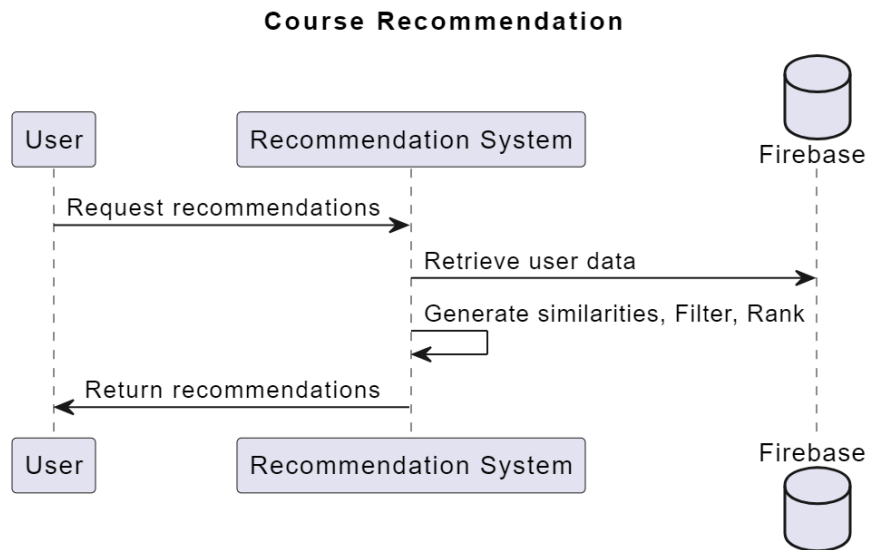 Course Recommendation
User
Recommendation System
Firebase
Request recommendations
Retrieve user data
Generate similarities, Filter, Rank
Return recommendations
User
Recommendation System
Firebase